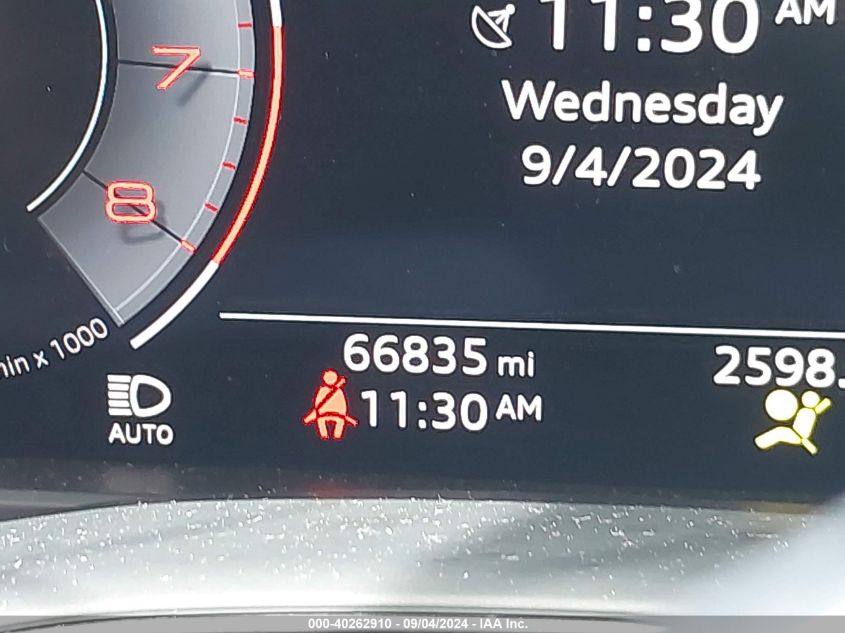 11:30 AM
Wednesday
9/4/2024
7
8
min x 1000
66835 mi
2598.
AUTO
11:30 AM
000-40262910 - 09/04/2024 - IAA Inc.